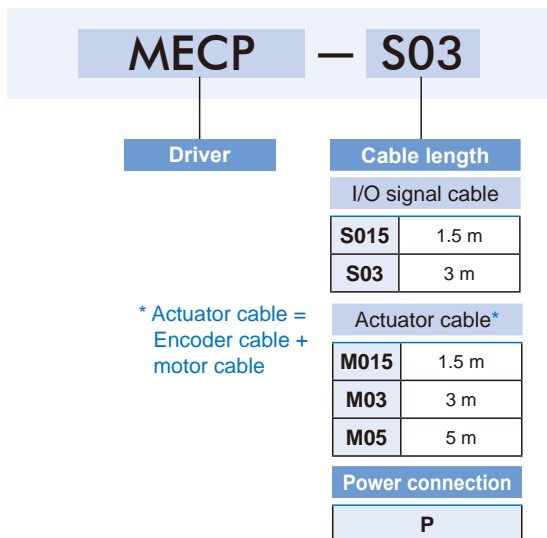 MECP — S03
Driver
Cable length
I/O signal cable
S015 1.5 m
S03 3 m
* Actuator cable =
Encoder cable +
motor cable
Actuator cable*
M015 1.5 m
M03 3 m
M05 5 m
Power connection
P